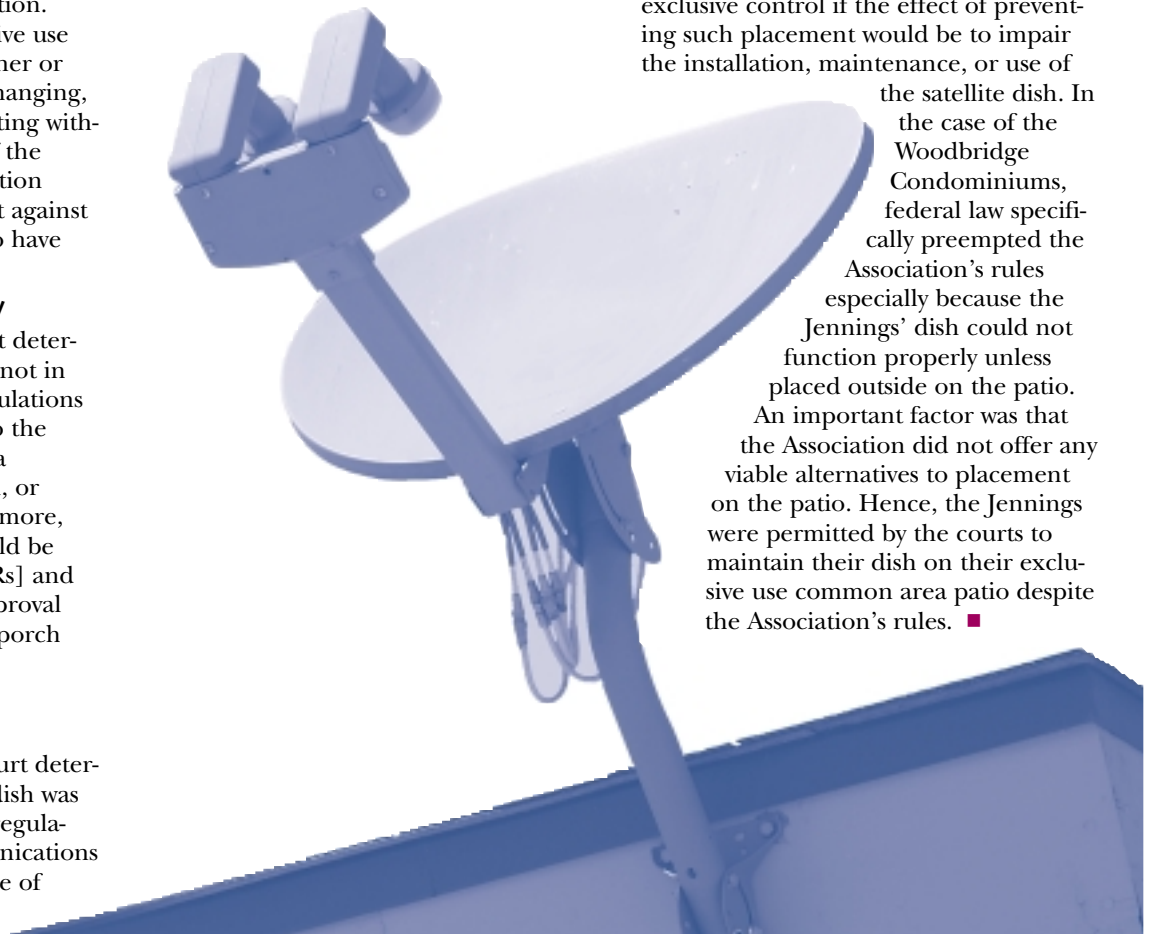 tion.
ive use
ner or
hanging,
ting with-
the
tion
t against
have
t deter-
not in
ulations
the
a
, or
more,
ld be
Rs] and
proval
porch
urt deter-
dish was
regula-
nications
e of
exclusive control if the effect of prevent-
ing such placement would be to impair
the installation, maintenance, or use of
the satellite dish. In
the case of the
Woodbridge
Condominiums,
federal law specifi-
cally preempted the
Association’s rules
especially because the
Jennings’ dish could not
function properly unless
placed outside on the patio.
An important factor was that
the Association did not offer any
viable alternatives to placement
on the patio. Hence, the Jennings
were permitted by the courts to
maintain their dish on their exclu-
sive use common area patio despite
the Association’s rules.